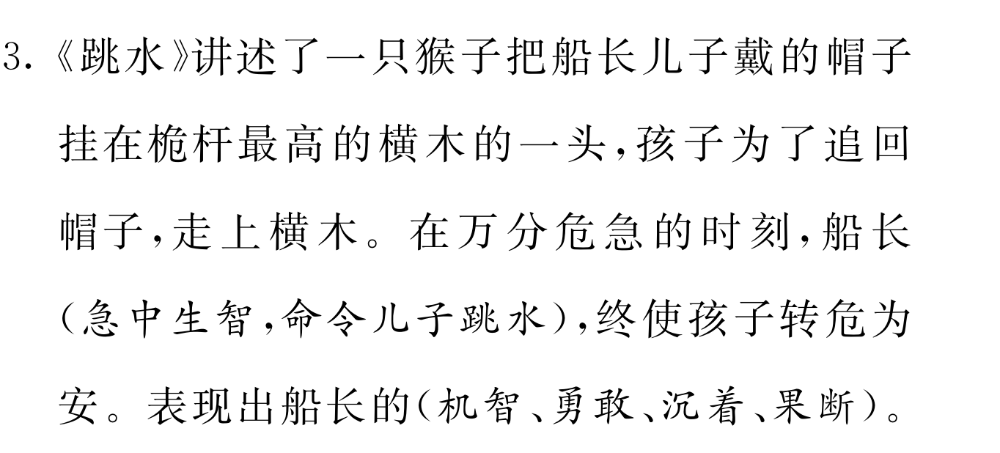 3.《跳水》讲述了一只猴子把船长儿子戴的帽子
挂在桅杆最高的横木的一头,孩子为了追回
帽子,走上横木。在万分危急的时刻,船长
(急中生智,命令儿子跳水),终使孩子转危为
安。表现出船长的(机智、勇敢、沉着、果断)。